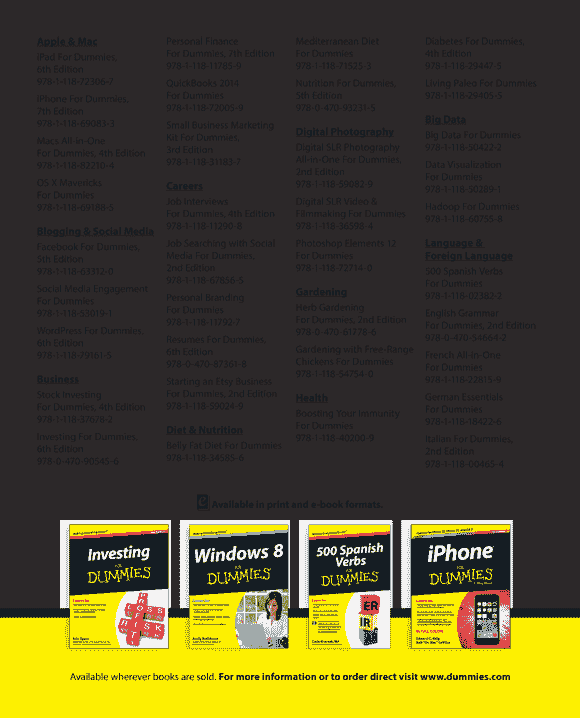 Apple & Mac
iPad For Dummies,
6th Edition
978-1-118-72306-7
iPhone For Dummies,
7th Edition
978-1-118-69083-3
Macs All-in-One
For Dummies, 4th Edition
978-1-118-82210-4
OS X Mavericks
For Dummies
978-1-118-69188-5
Blogging & Social Media
Facebook For Dummies,
5th Edition
978-1-118-63312-0
Social Media Engagement
For Dummies
978-1-118-53019-1
WordPress For Dummies,
6th Edition
978-1-118-79161-5
Business
Stock Investing
For Dummies, 4th Edition
978-1-118-37678-2
Investing For Dummies,
6th Edition
978-0-470-90545-6
Personal Finance
For Dummies, 7th Edition
978-1-118-11785-9
QuickBooks 2014
For Dummies
978-1-118-72005-9
Small Business Marketing
Kit For Dummies,
3rd Edition
978-1-118-31183-7
Careers
Job Interviews
For Dummies, 4th Edition
978-1-118-11290-8
Job Searching with Social
Media For Dummies,
2nd Edition
978-1-118-67856-5
Personal Branding
For Dummies
978-1-118-11792-7
Resumes For Dummies,
6th Edition
978-0-470-87361-8
Starting an Etsy Business
For Dummies, 2nd Edition
978-1-118-59024-9
Diet & Nutrition
Belly Fat Diet For Dummies
978-1-118-34585-6
Mediterranean Diet
For Dummies
978-1-118-71525-3
Nutrition For Dummies,
5th Edition
978-0-470-93231-5
Digital Photography
Digital SLR Photography
All-in-One For Dummies,
2nd Edition
978-1-118-59082-9
Digital SLR Video &
Filmmaking For Dummies
978-1-118-36598-4
Photoshop Elements 12
For Dummies
978-1-118-72714-0
Gardening
Herb Gardening
For Dummies, 2nd Edition
978-0-470-61778-6
Gardening with Free-Range
Chickens For Dummies
978-1-118-54754-0
Health
Boosting Your Immunity
For Dummies
978-1-118-40200-9
Diabetes For Dummies,
4th Edition
978-1-118-29447-5
Living Paleo For Dummies
978-1-118-29405-5
Big Data
Big Data For Dummies
978-1-118-50422-2
Data Visualization
For Dummies
978-1-118-50289-1
Hadoop For Dummies
978-1-118-60755-8
Language &
Foreign Language
500 Spanish Verbs
For Dummies
978-1-118-02382-2
English Grammar
For Dummies, 2nd Edition
978-0-470-54664-2
French All-in-One
For Dummies
978-1-118-22815-9
German Essentials
For Dummies
978-1-118-18422-6
Italian For Dummies,
2nd Edition
978-1-118-00465-4
e Available in print and e-book formats.
Investing
FOR
DUMMIES
Windows 8
FOR
DUMMIES
500 Spanish
Verbs
FOR
DUMMIES
iPhone
FOR
DUMMIES
LOSS
RISK
ER
IR
Available wherever books are sold. For more information or to order direct visit www.dummies.com